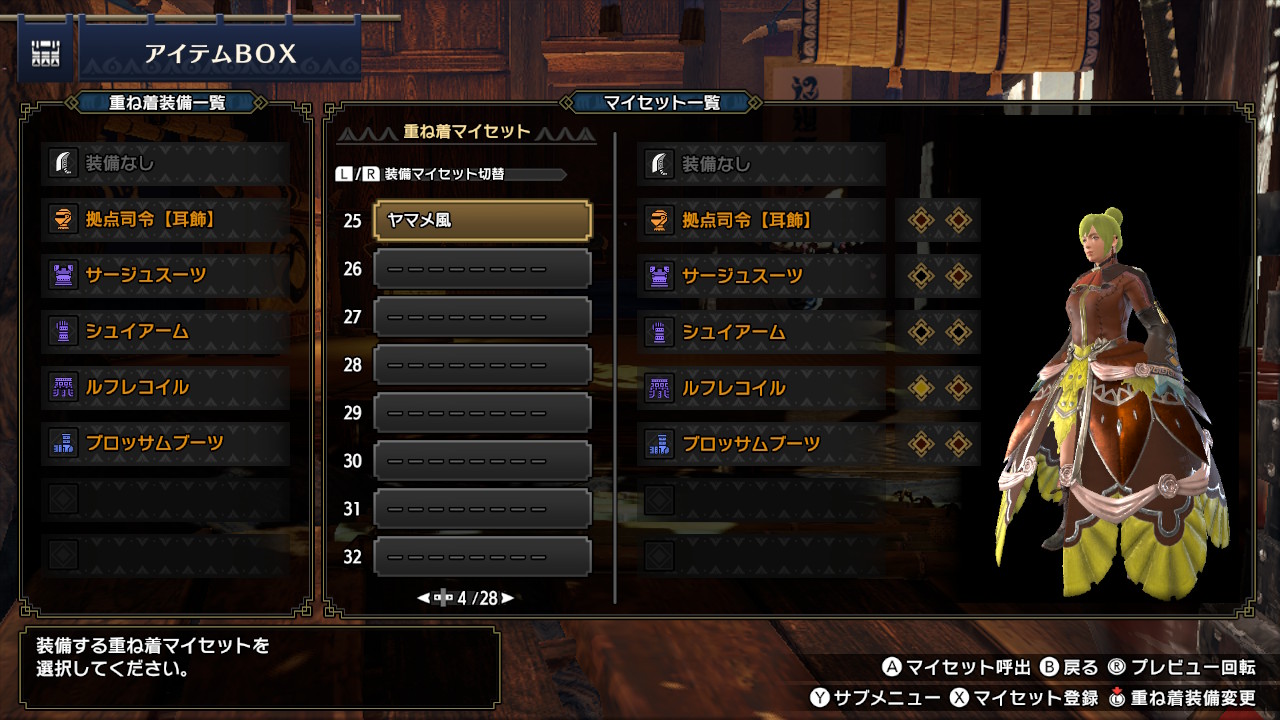 アイテムBOX
重ね着装備一覧
装備なし
拠点司令【耳飾】
サージュスーツ
シュイアーム
ルフレコイル
ブロッサムブーツ
マイセット一覧
重ね着マイセット
L/R 装備マイセット切替
25 ヤマメ風
26 --------
27 --------
28 --------
29 --------
30 --------
31 --------
32 --------
4/28
装備なし
拠点司令【耳飾】
サージュスーツ
シュイアーム
ルフレコイル
ブロッサムブーツ
装備する重ね着マイセットを
選択してください。
Aマイセット呼出 B戻る Rプレビュー回転
Yサブメニュー Xマイセット登録 L重ね着装備変更